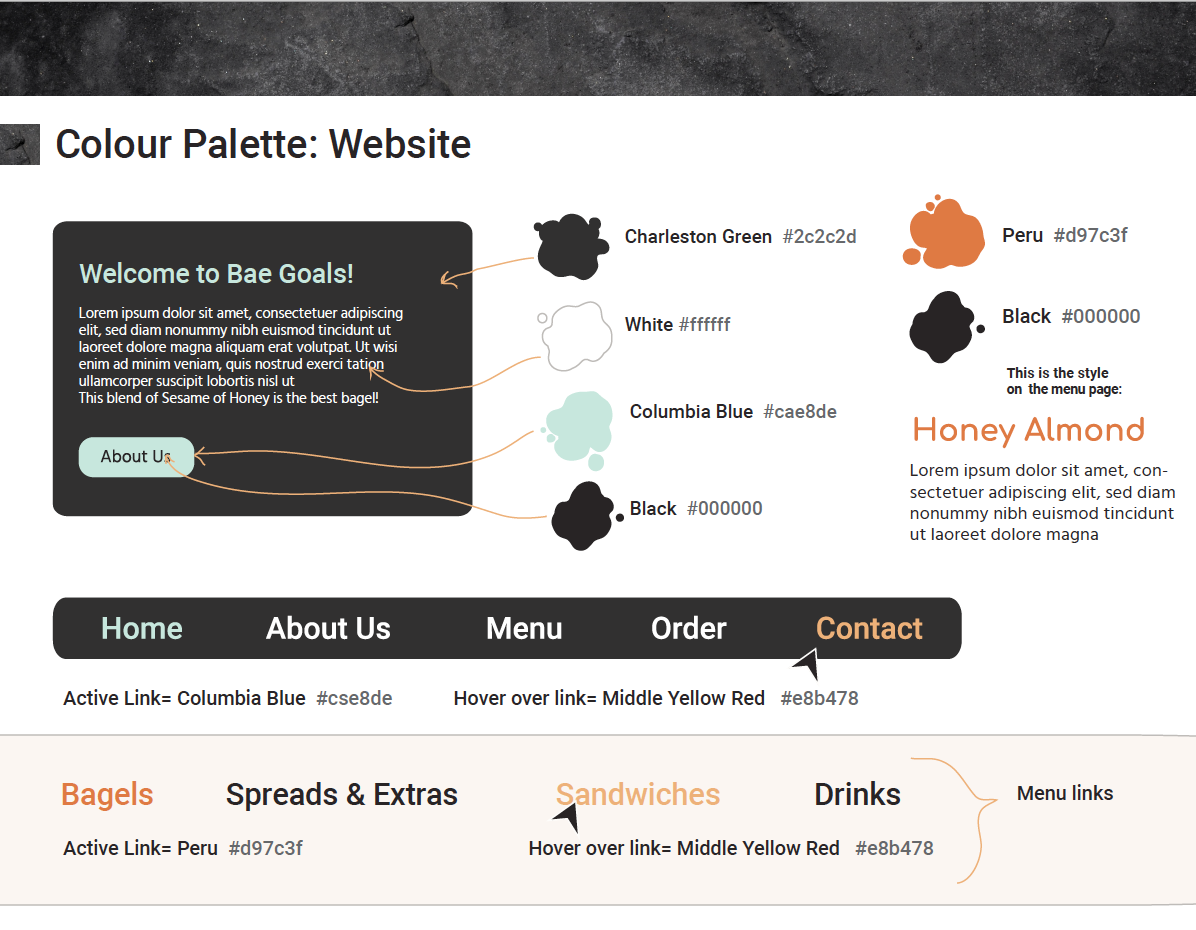 Colour Palette: Website
Welcome to Bae Goals!
Lorem ipsum dolor sit amet, consectetuer adipiscing
elit, sed diam nonummy nibh euismod tincidunt ut
laoreet dolore magna aliquam erat volutpat. Ut wisi
enim ad minim veniam, quis nostrud exerci tation
ullamcorper suscipit lobortis nisl ut
This blend of Sesame of Honey is the best bagel!
About Us
Charleston Green #2c2c2d
White #ffffff
Columbia Blue #cae8de
Black #000000
Peru #d97c3f
Black #000000
This is the style
on the menu page:
Honey Almond
Lorem ipsum dolor sit amet, con-
sectetuer adipiscing elit, sed diam
nonummy nibh euismod tincidunt
ut laoreet dolore magna
Home About Us Menu Order Contact
Active Link= Columbia Blue #cse8de Hover over link= Middle Yellow Red #e8b478
Bagels Spreads & Extras Sandwiches Drinks Menu links
Active Link= Peru #d97c3f Hover over link= Middle Yellow Red #e8b478